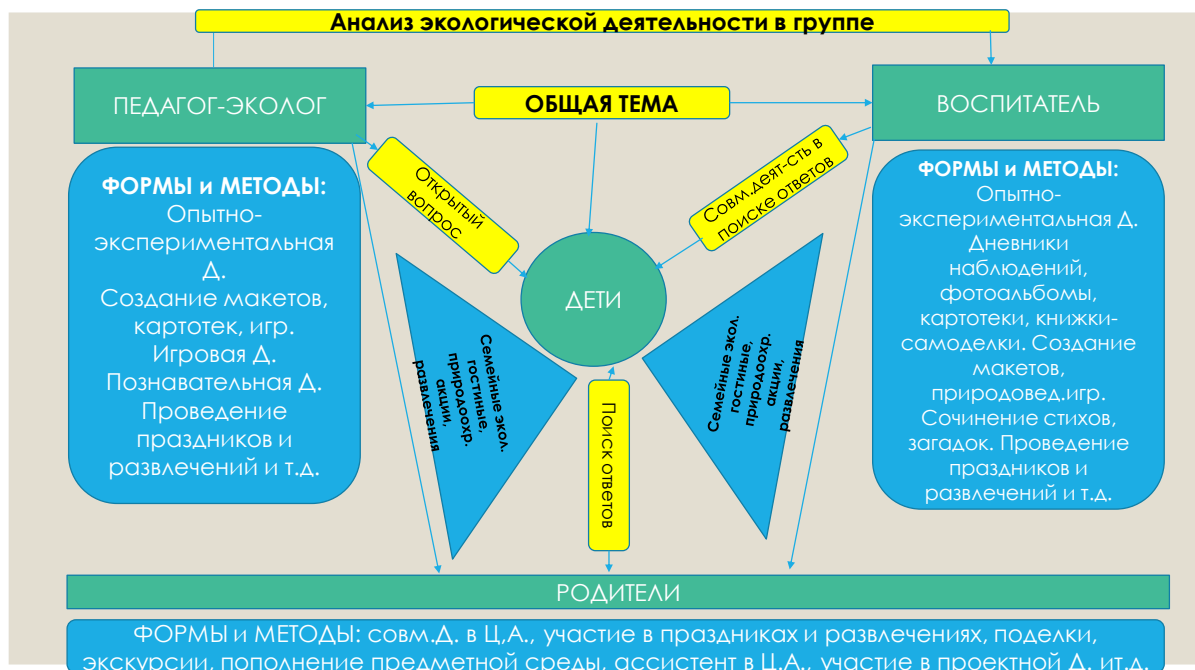 Анализ экологической деятельности в группе
ПЕДАГОГ-ЭКОЛОГ
ОБЩАЯ ТЕМА
ВОСПИТАТЕЛЬ
ФОРМЫ и МЕТОДЫ:
Опытно-
экспериментальная
Д.
Создание макетов,
картотек, игр.
Игровая Д.
Познавательная Д.
Проведение
праздников и
развлечений и т.д.
Открытый
вопрос
Совм.деят-сть в
поиске ответов
ДЕТИ
ФОРМЫ и МЕТОДЫ:
Опытно-
экспериментальная Д.
Дневники
наблюдений,
фотоальбомы,
картотеки, книжки-
самоделки. Создание
макетов,
природовед.игр.
Сочинение стихов,
загадок. Проведение
праздников и
развлечений и т.д.
Семейные экол.
гостиные,
природоохр.
акции,
развлечения
Поиск ответов
Семейные экол.
гостиные,
природоохр.
акции,
развлечения
РОДИТЕЛИ
ФОРМЫ и МЕТОДЫ: совм.Д. в Ц,А., участие в праздниках и развлечениях, поделки,
экскурсии, пополнение предметной среды, ассистент в Ц.А., участие в проектной Д. ит.д.